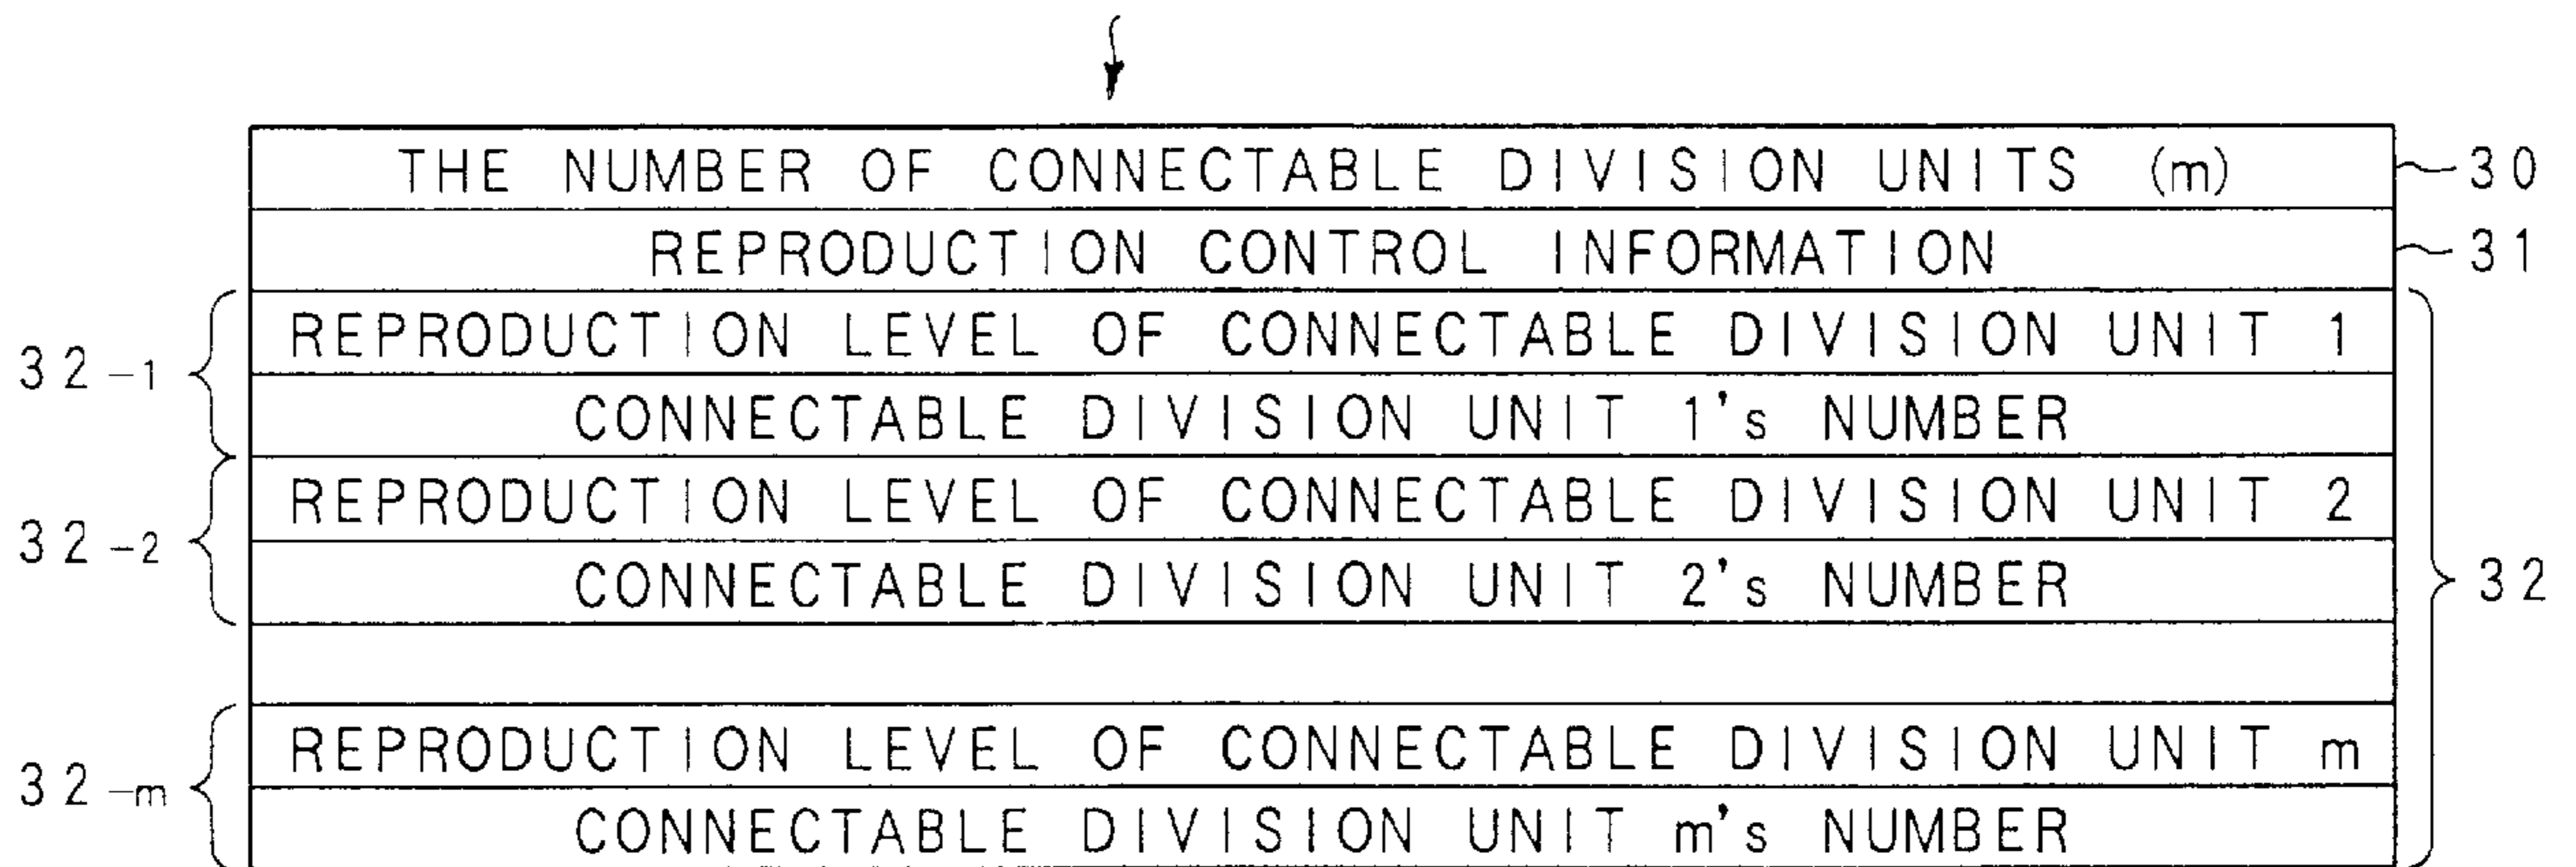 THE NUMBER OF CONNECTABLE DIVISION UNITS (m) 30
REPRODUCTION CONTROL INFORMATION 31
REPRODUCTION LEVEL OF CONNECTABLE DIVISION UNIT 1
32-1
CONNECTABLE DIVISION UNIT 1's NUMBER
REPRODUCTION LEVEL OF CONNECTABLE DIVISION UNIT 2
32-2
CONNECTABLE DIVISION UNIT 2's NUMBER
32
REPRODUCTION LEVEL OF CONNECTABLE DIVISION UNIT m
32-m
CONNECTABLE DIVISION UNIT m's NUMBER